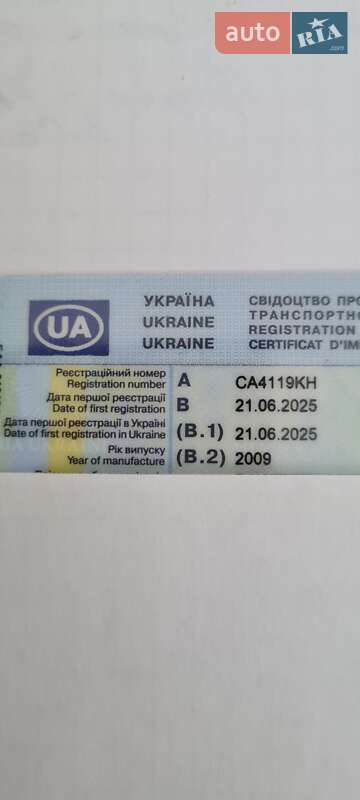 auto RIA .com
УКРАЇНА СВІДОЦТВО ПРО
UKRAINE ТРАНСПОРТНО
UKRAINE REGISTRATION
UA
CERTIFICAT D'IM
Реєстраційний номер
Registration number A CA4119KH
Дата першої реєстрації
Date of first registration B 21.06.2025
Дата першої реєстрації в Україні
Date of first registration in Ukraine (B.1) 21.06.2025
Рік випуску
Year of manufacture (B.2) 2009